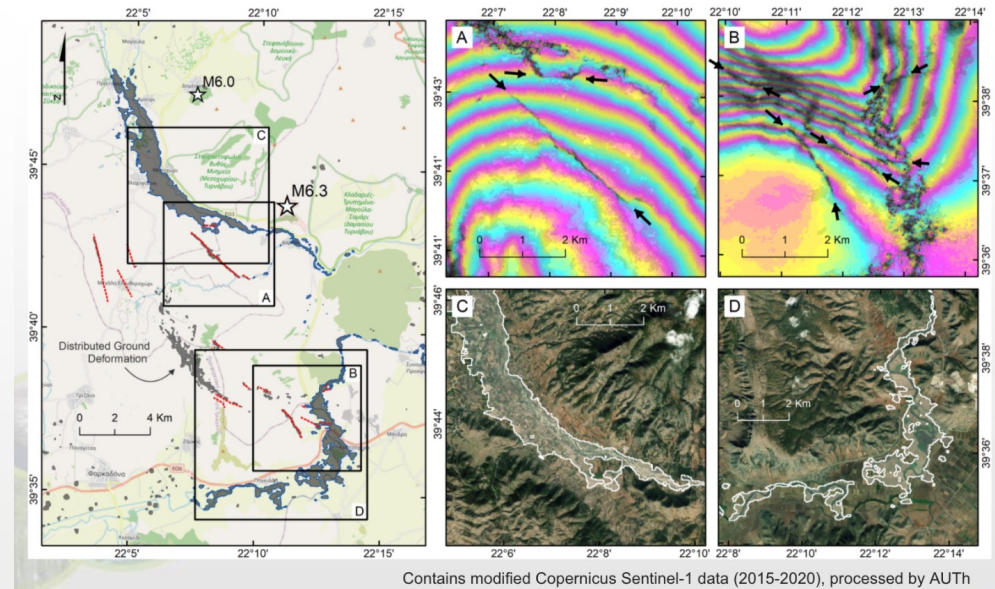 22°5'
22°10'
22°15'
39°45'
39°40'
39°35'
M6.0
C
M6.3
A
Distributed Ground
Deformation
B
0 2 4 Km
Φαρκαδόνα
D
22°5'
22°10'
22°15'
22°7'
22°8'
22°9'
22°10'
A
39°43'
39°41'
39°41'
0 1 2 Km
22°10'
22°11'
22°12'
22°13'
22°14'
B
39°38'
39°37'
39°36'
0 1 2 Km
C
39°46'
39°44'
0 1 2 Km
22°6'
22°8'
22°10'
D
39°38'
39°36'
0 1 2 Km
22°8'
22°10'
22°12'
22°14'
Contains modified Copernicus Sentinel-1 data (2015-2020), processed by AUTh